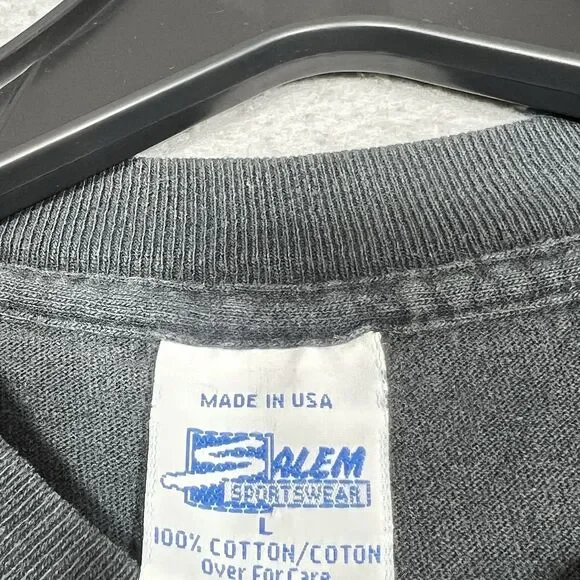 MADE IN USA
SALEM
SPORTSWEAR
L
100% COTTON/COTON
Over For Care